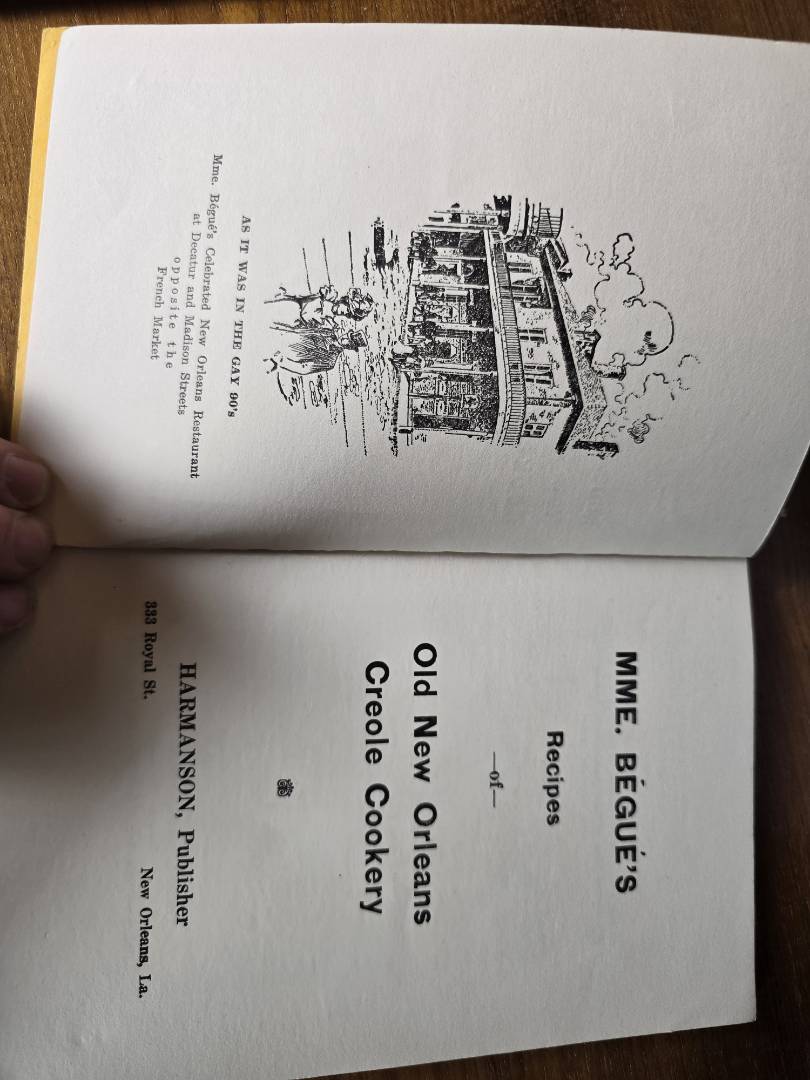 AS IT WAS IN THE GAY 90's
Mme. Bégué's Celebrated New Orleans Restaurant
at Decatur and Madison Streets
opposite the
French Market
MME. BÉGUÉ'S
Recipes
—of—
Old New Orleans
Creole Cookery
HARMANSON, Publisher
333 Royal St. New Orleans, La.